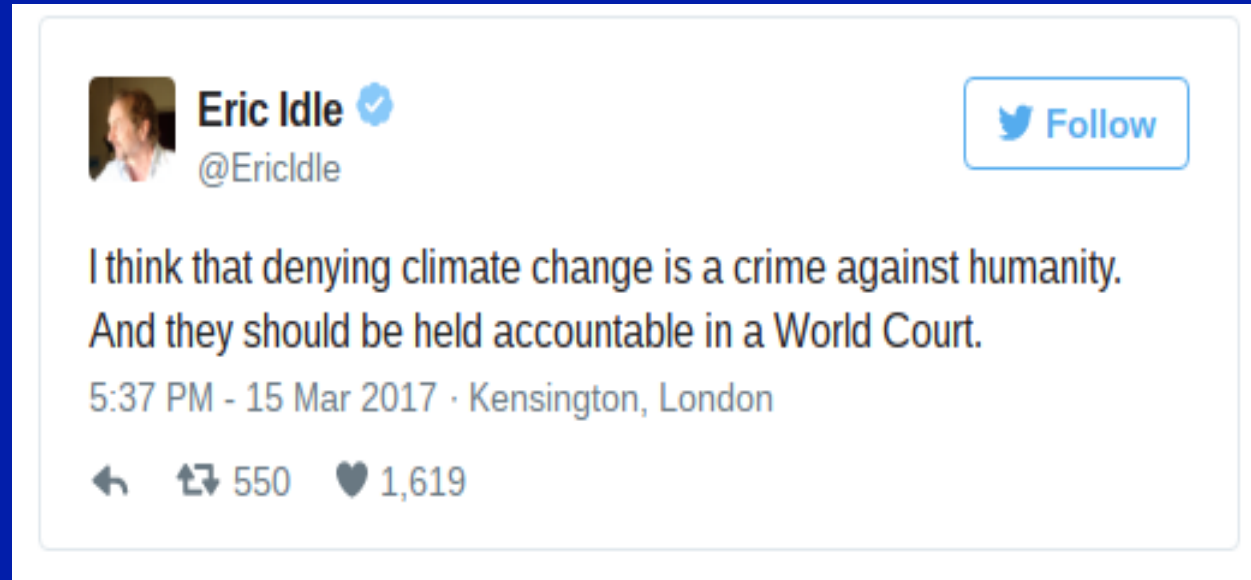 Eric Idle
@EricIdle
Follow
I think that denying climate change is a crime against humanity.
And they should be held accountable in a World Court.
5:37 PM - 15 Mar 2017 · Kensington, London
550 1,619